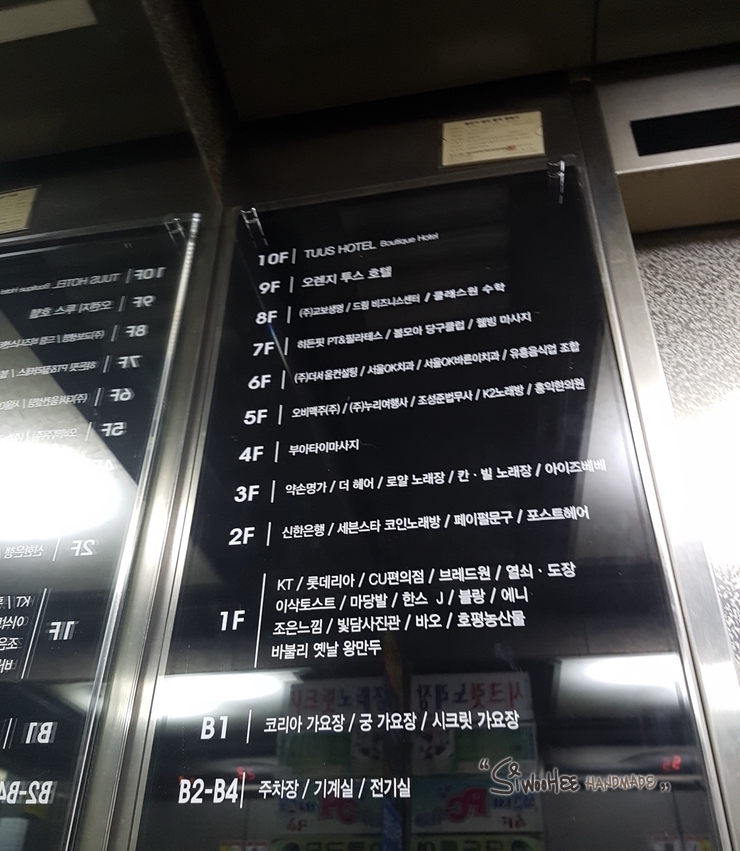 10F TUUS HOTEL Boutique Hotel
9F 오렌지 투스 호텔
8F (주)교보생명 / 드림 비즈니스센터 / 클래스원 수학
7F 히든핏 PT&필라테스 / 볼모아 당구클럽 / 웰빙 마사지
6F (주)더서움컨설팅 / 서울OK치과 / 서울OK바른이치과 / 유흥음식업 조합
5F 오비맥주(주) / (주)누리여행사 / 조성준법무사 / K2노래방 / 홍익한의원
4F 부아타이마사지
3F 약손명가 / 더 헤어 / 로얄 노래장 / 칸 · 빌 노래장 / 아이즈베베
2F 신한은행 / 세븐스타 코인노래방 / 페이펄문구 / 포스트헤어
1F KT / 롯데리아 / CU편의점 / 브레드원 / 열쇠 · 도장
이삭토스트 / 마당발 / 한스 J / 블랑 / 에니
조은느낌 / 빛담사진관 / 바오 / 호평농산물
바불리 옛날 왕만두
B1 코리아 가요장 / 궁 가요장 / 시크릿 가요장
B2-B4 주차장 / 기계실 / 전기실
"SiwooHee HANDMADE"